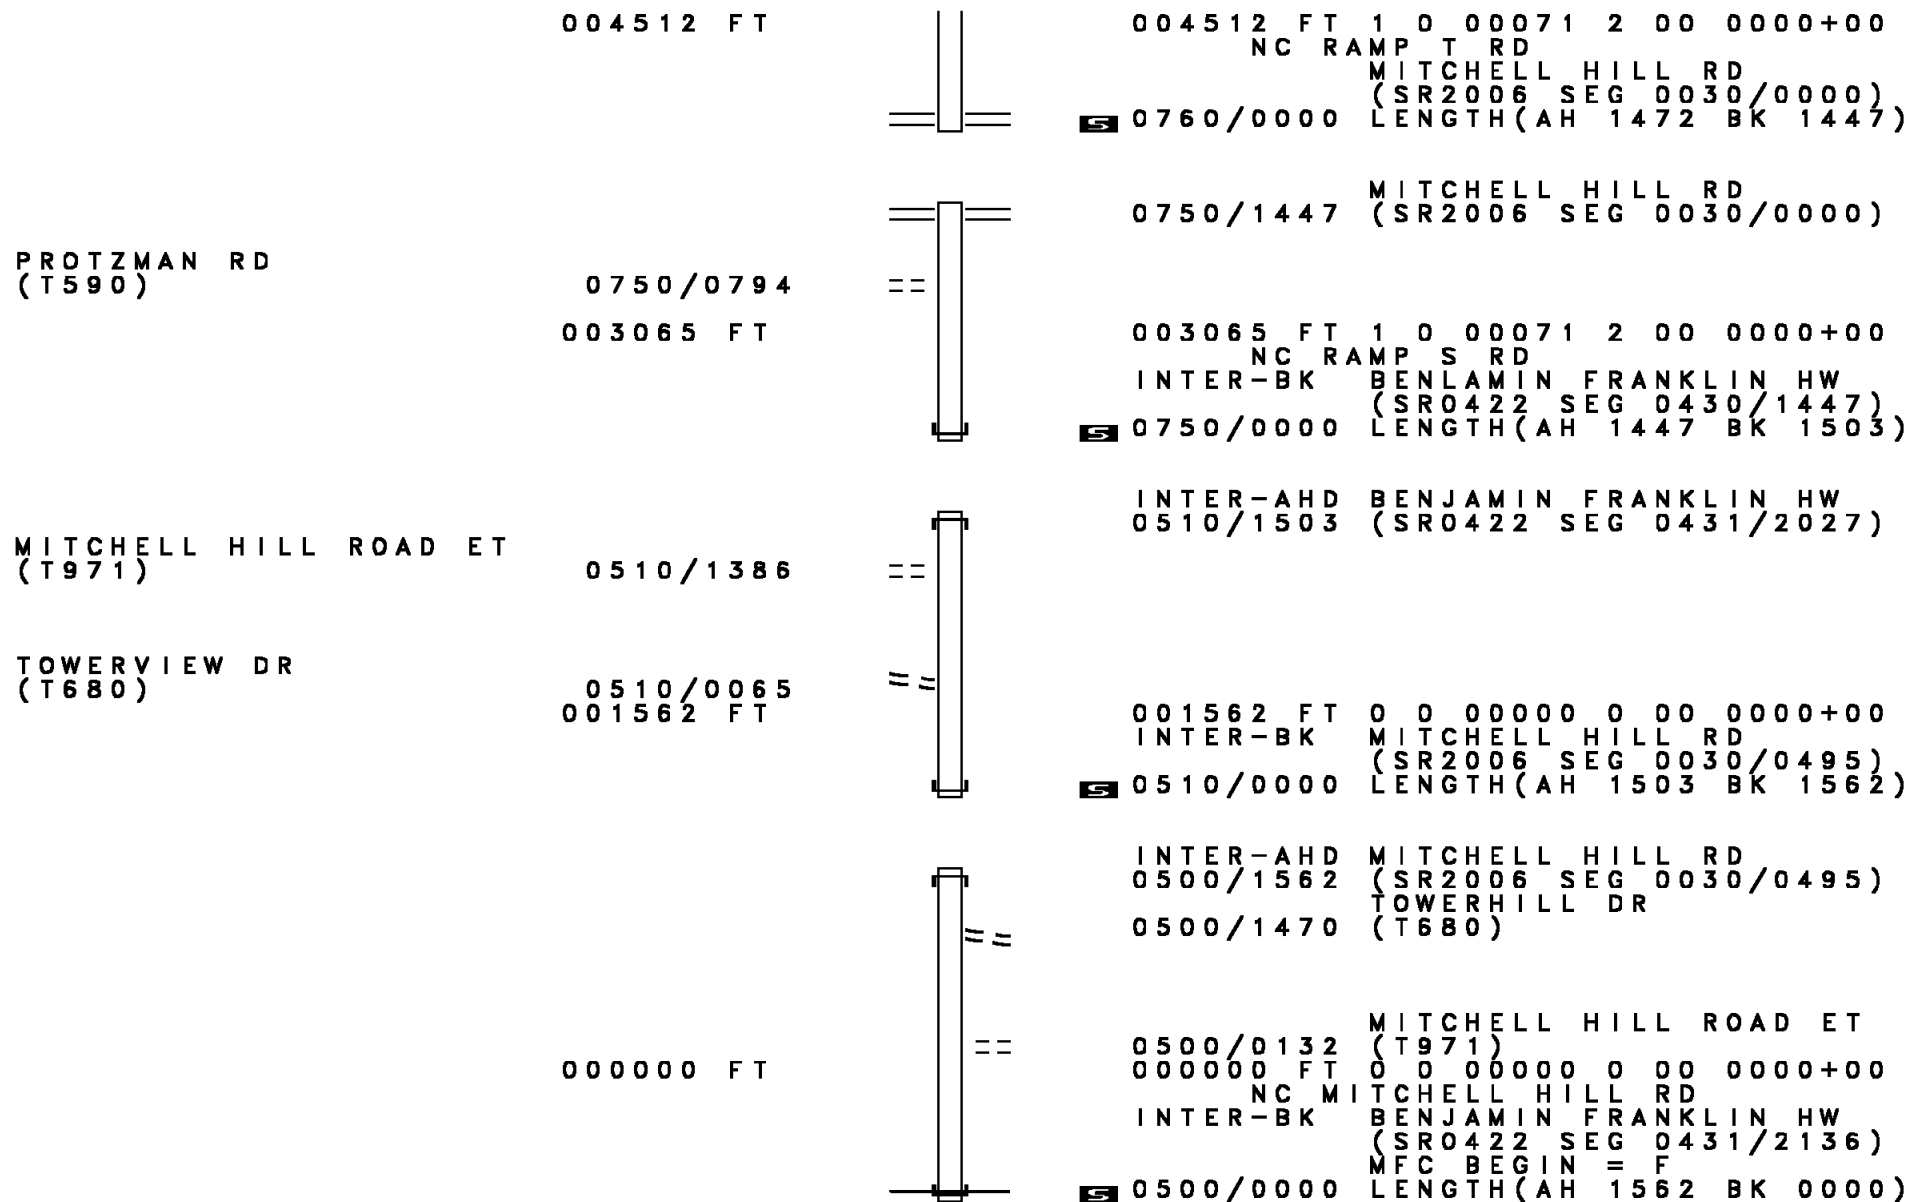 004512 FT 004512 FT 1 0 00071 2 00 0000+00
NC RAMP T RD
MITCHELL HILL RD
(SR2006 SEG 0030/0000)
S 0760/0000 LENGTH(AH 1472 BK 1447)
MITCHELL HILL RD
0750/1447 (SR2006 SEG 0030/0000)
PROTZMAN RD
(T590) 0750/0794
003065 FT 003065 FT 1 0 00071 2 00 0000+00
NC RAMP S RD
INTER-BK BENLAMIN FRANKLIN HW
(SR0422 SEG 0430/1447)
S 0750/0000 LENGTH(AH 1447 BK 1503)
INTER-AHD BENJAMIN FRANKLIN HW
0510/1503 (SR0422 SEG 0431/2027)
MITCHELL HILL ROAD ET
(T971) 0510/1386
TOWERVIEW DR
(T680) 0510/0065
001562 FT 001562 FT 0 0 00000 0 00 0000+00
INTER-BK MITCHELL HILL RD
(SR2006 SEG 0030/0495)
S 0510/0000 LENGTH(AH 1503 BK 1562)
INTER-AHD MITCHELL HILL RD
0500/1562 (SR2006 SEG 0030/0495)
TOWERHILL DR
0500/1470 (T680)
MITCHELL HILL ROAD ET
0500/0132 (T971)
000000 FT 000000 FT 0 0 00000 0 00 0000+00
NC MITCHELL HILL RD
INTER-BK BENJAMIN FRANKLIN HW
(SR0422 SEG 0431/2136)
MFC BEGIN = F
S 0500/0000 LENGTH(AH 1562 BK 0000)